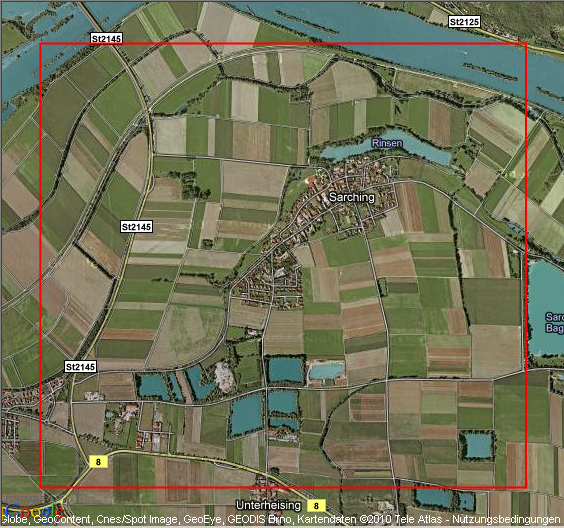 St2125
St2145
Rinsen
Sarching
St2145
Sarc
Bag
St2145
8
Unterheising
8
Google
Globe, GeoContent, Cnes/Spot Image, GeoEye, GEODIS Brno, Kartendaten ©2010 Tele Atlas - Nutzungsbedingungen